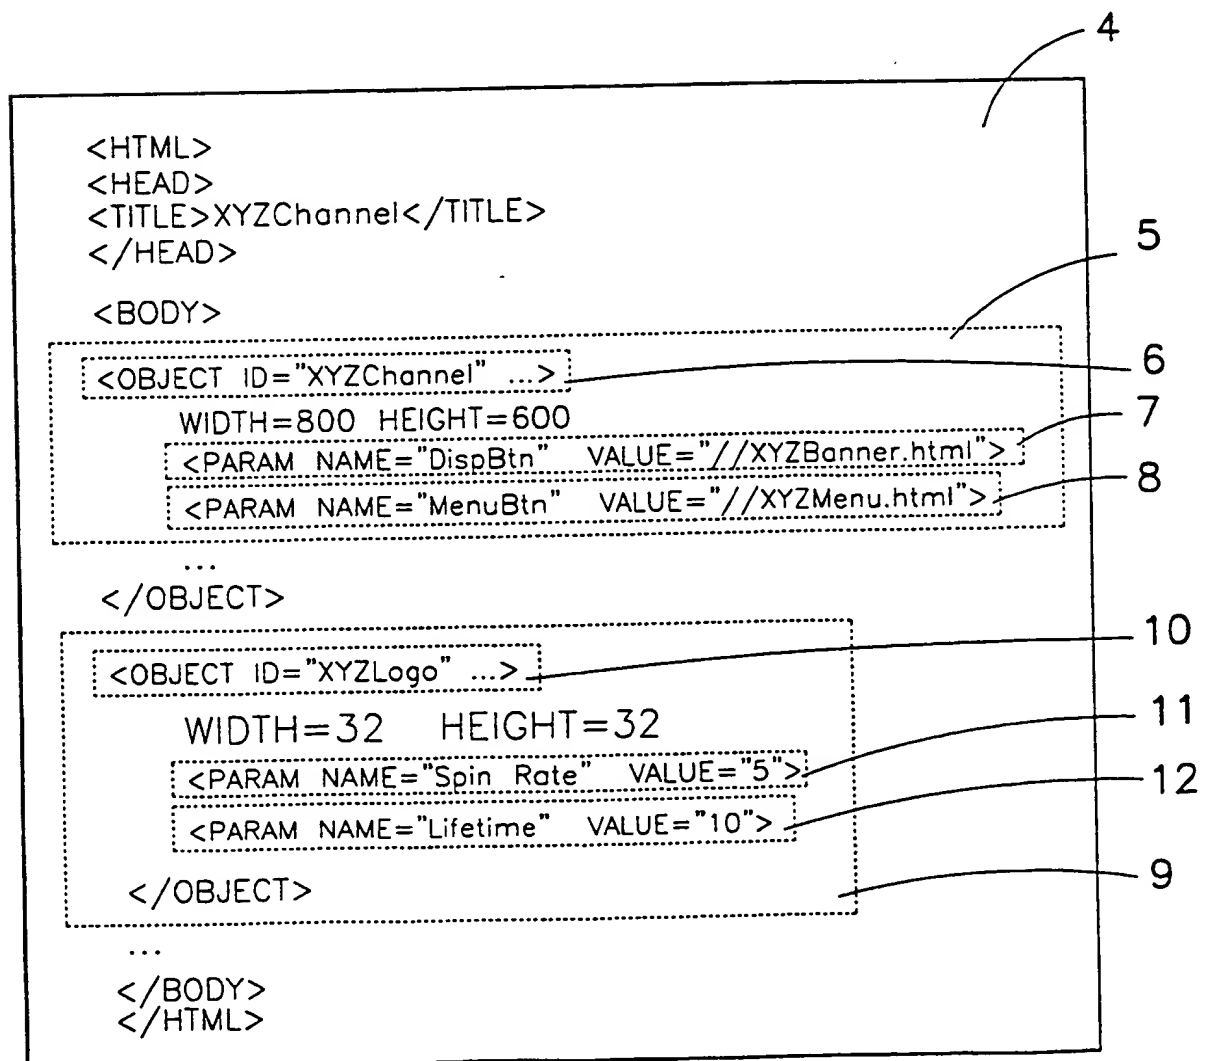 4
<HTML>
<HEAD>
<TITLE>XYZChannel</TITLE>
</HEAD>
5
<BODY>
<OBJECT ID="XYZChannel" ...>
6
WIDTH=800 HEIGHT=600
7
<PARAM NAME="DispBtn" VALUE="//XYZBanner.html">
8
<PARAM NAME="MenuBtn" VALUE="//XYZMenu.html">
...
</OBJECT>
10
<OBJECT ID="XYZLogo" ...>
WIDTH=32 HEIGHT=32
11
<PARAM NAME="Spin Rate" VALUE="5">
12
<PARAM NAME="Lifetime" VALUE="10">
</OBJECT>
9
...
</BODY>
</HTML>